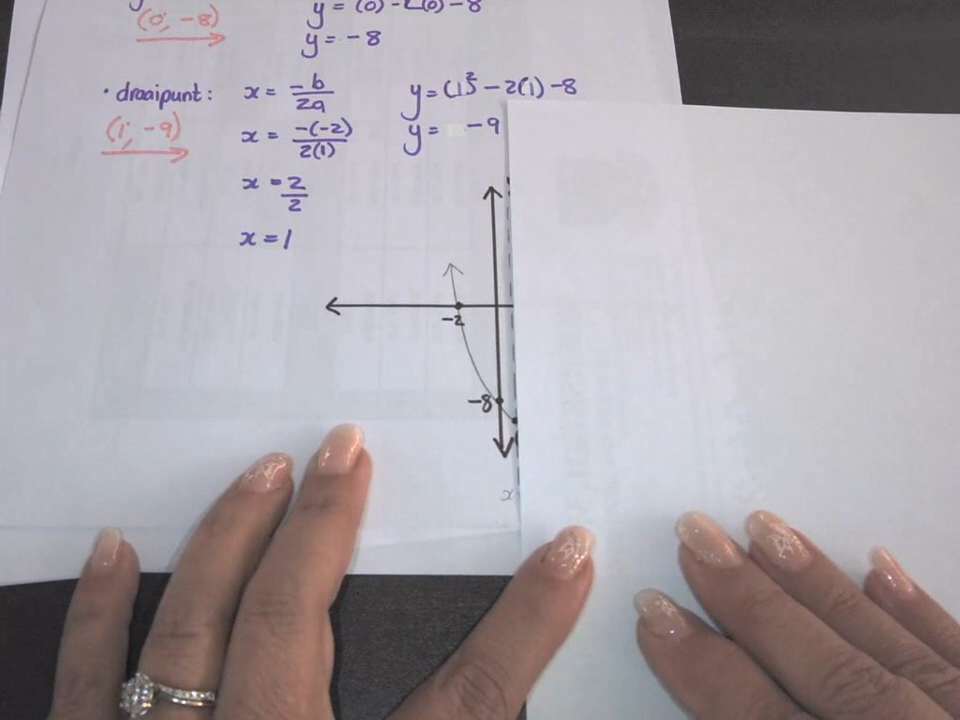 y = (0)² - 2(0) - 8
(0; -8)
y = -8
• draaipunt: x = -b/2a
y = (1)² - 2(1) - 8
(1; -9)
x = -(-2)/2(1)
y = -9
x = 2/2
x = 1
-2
-8
x